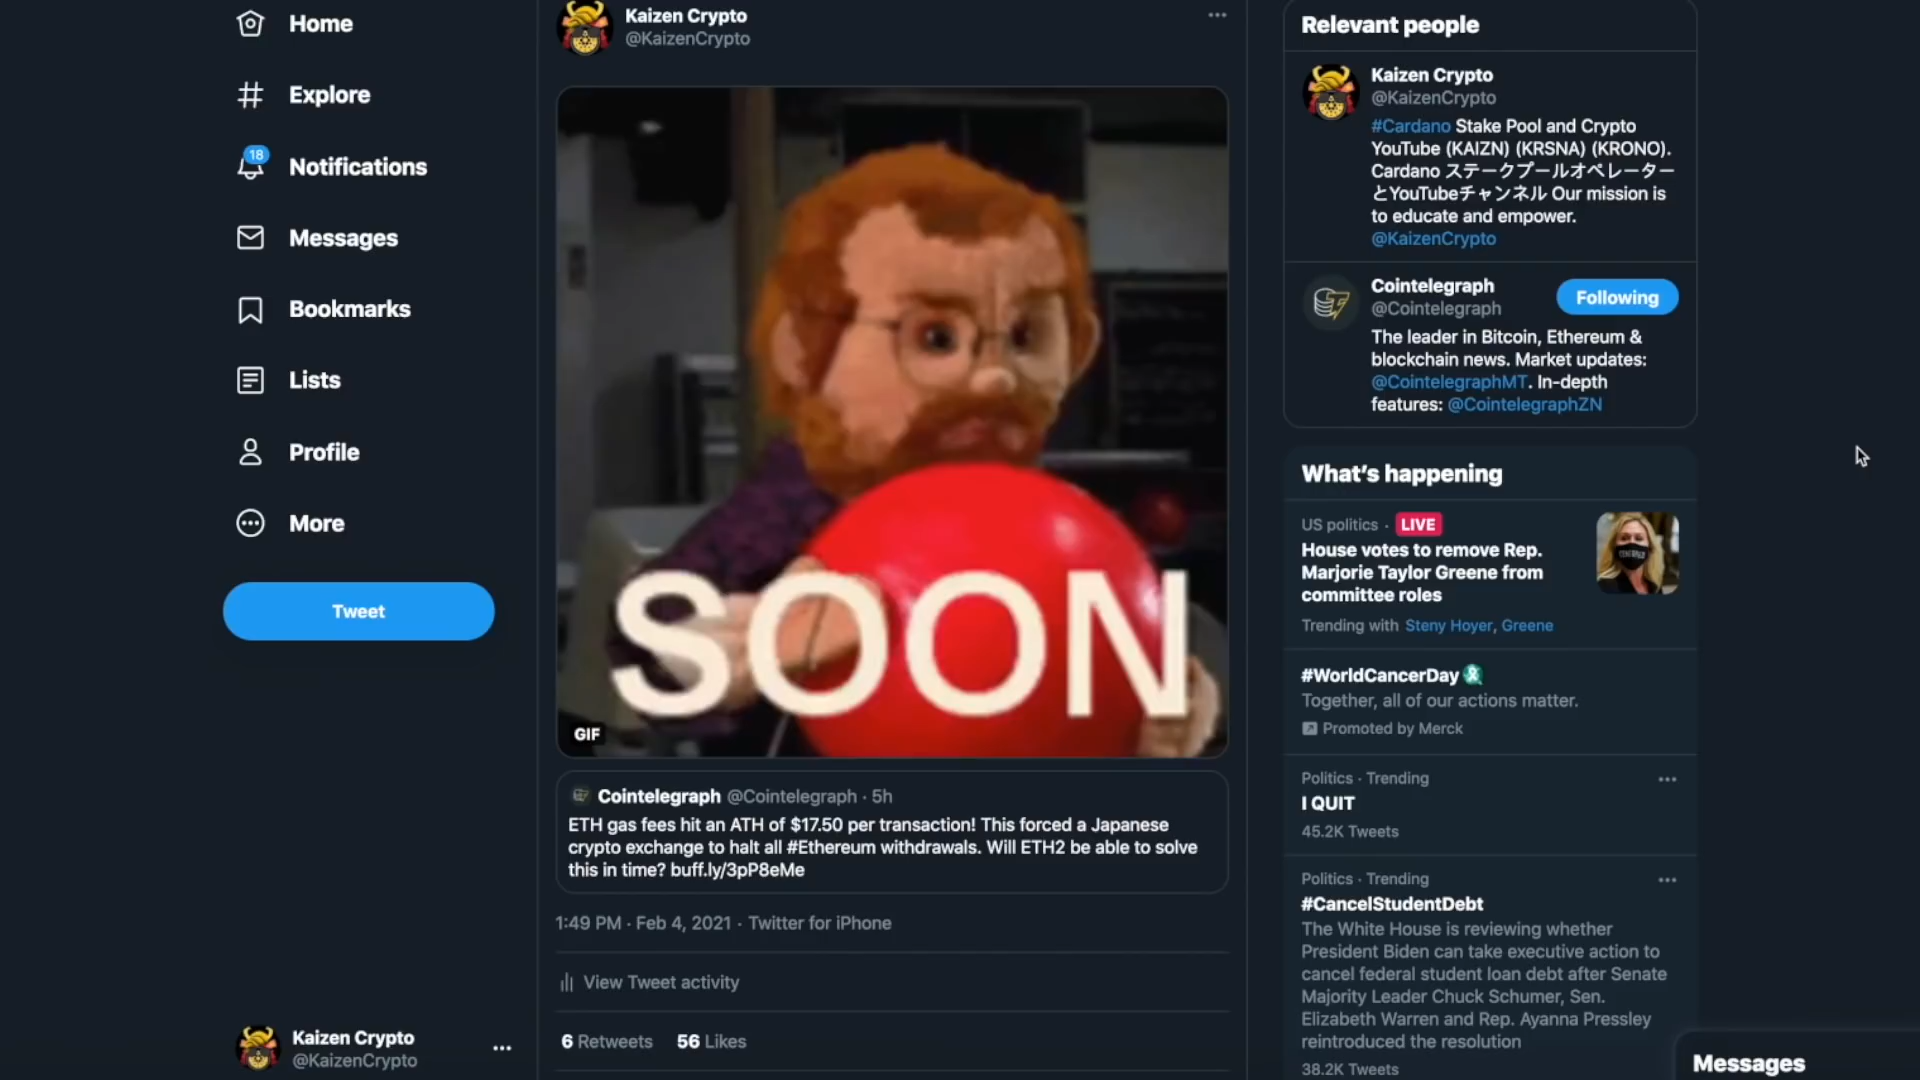 Home
Explore
18
Notifications
Messages
Bookmarks
Lists
Profile
More
Tweet
Kaizen Crypto
@KaizenCrypto
Kaizen Crypto
@KaizenCrypto
SOON
GIF
Cointelegraph @Cointelegraph · 5h
ETH gas fees hit an ATH of $17.50 per transaction! This forced a Japanese
crypto exchange to halt all #Ethereum withdrawals. Will ETH2 be able to solve
this in time? buff.ly/3pP8eMe
1:49 PM · Feb 4, 2021 · Twitter for iPhone
View Tweet activity
6 Retweets 56 Likes
Relevant people
Kaizen Crypto
@KaizenCrypto
#Cardano Stake Pool and Crypto
YouTube (KAIZN) (KRSNA) (KRONO).
Cardano ステークプールオペレーター
とYouTubeチャンネル Our mission is
to educate and empower.
@KaizenCrypto
Cointelegraph
@Cointelegraph
Following
The leader in Bitcoin, Ethereum &
blockchain news. Market updates:
@CointelegraphMT. In-depth
features: @CointelegraphZN
What's happening
US politics · LIVE
House votes to remove Rep.
Marjorie Taylor Greene from
committee roles
Trending with Steny Hoyer, Greene
#WorldCancerDay
Together, all of our actions matter.
Promoted by Merck
Politics · Trending
I QUIT
45.2K Tweets
Politics · Trending
#CancelStudentDebt
The White House is reviewing whether
President Biden can take executive action to
cancel federal student loan debt after Senate
Majority Leader Chuck Schumer, Sen.
Elizabeth Warren and Rep. Ayanna Pressley
reintroduced the resolution
38.2K Tweets
Messages